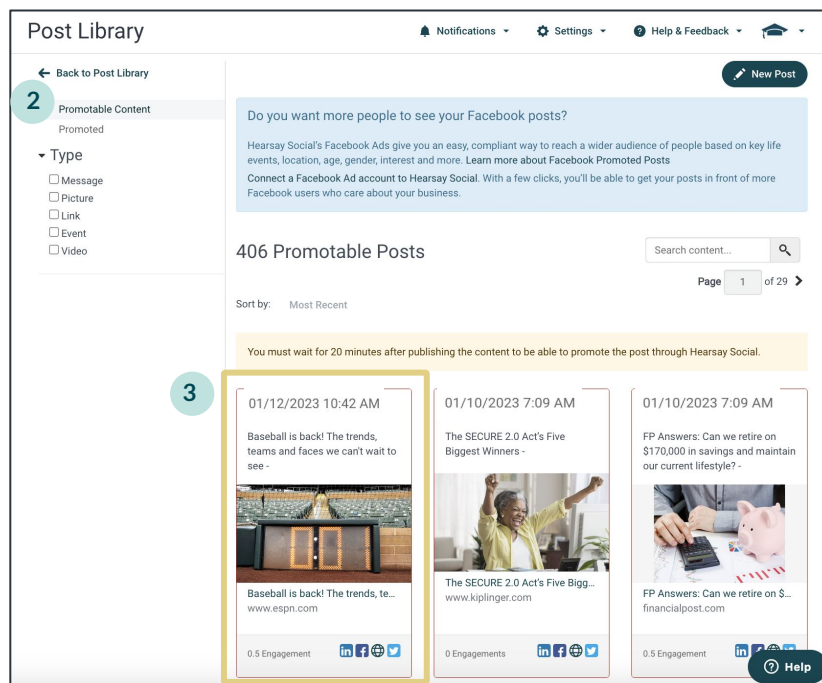 Post Library
Notifications
Settings
Help & Feedback
Back to Post Library
New Post
2
Promotable Content
Promoted
Type
Message
Picture
Link
Event
Video
Do you want more people to see your Facebook posts?
Hearsay Social's Facebook Ads give you an easy, compliant way to reach a wider audience of people based on key life
events, location, age, gender, interest and more. Learn more about Facebook Promoted Posts
Connect a Facebook Ad account to Hearsay Social. With a few clicks, you'll be able to get your posts in front of more
Facebook users who care about your business.
406 Promotable Posts
Search content...
Page 1 of 29
Sort by: Most Recent
You must wait for 20 minutes after publishing the content to be able to promote the post through Hearsay Social.
3
01/12/2023 10:42 AM
Baseball is back! The trends,
teams and faces we can't wait to
see -
Baseball is back! The trends, te...
www.espn.com
0.5 Engagement
01/10/2023 7:09 AM
The SECURE 2.0 Act's Five
Biggest Winners -
The SECURE 2.0 Act's Five Bigg...
www.kiplinger.com
0 Engagements
01/10/2023 7:09 AM
FP Answers: Can we retire on
$170,000 in savings and maintain
our current lifestyle? -
FP Answers: Can we retire on $...
financialpost.com
0.5 Engagement
Help